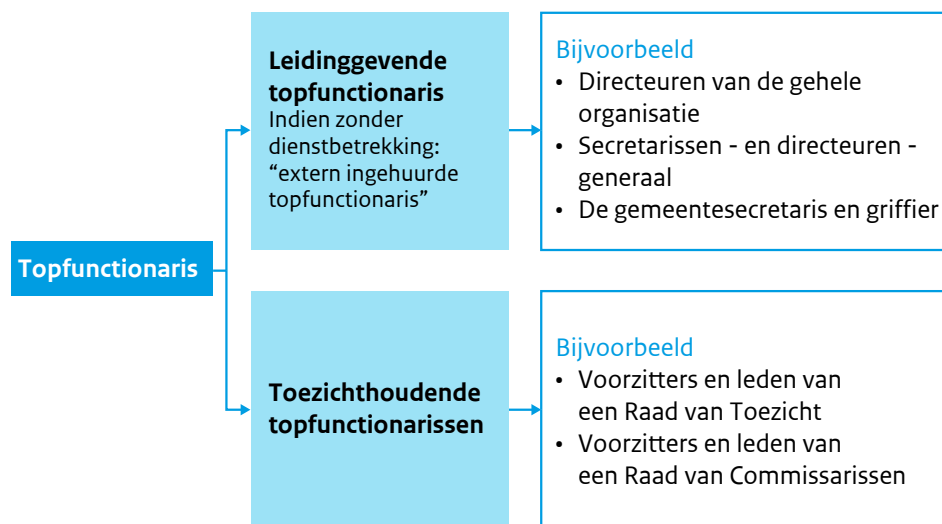 Topfunctionaris
Leidinggevende
topfunctionaris
Indien zonder
dienstbetrekking:
“extern ingehuurde
topfunctionaris”
Bijvoorbeeld
• Directeuren van de gehele
organisatie
• Secretarissen - en directeuren -
generaal
• De gemeentesecretaris en griffier
Toezichthoudende
topfunctionarissen
Bijvoorbeeld
• Voorzitters en leden van
een Raad van Toezicht
• Voorzitters en leden van
een Raad van Commissarissen